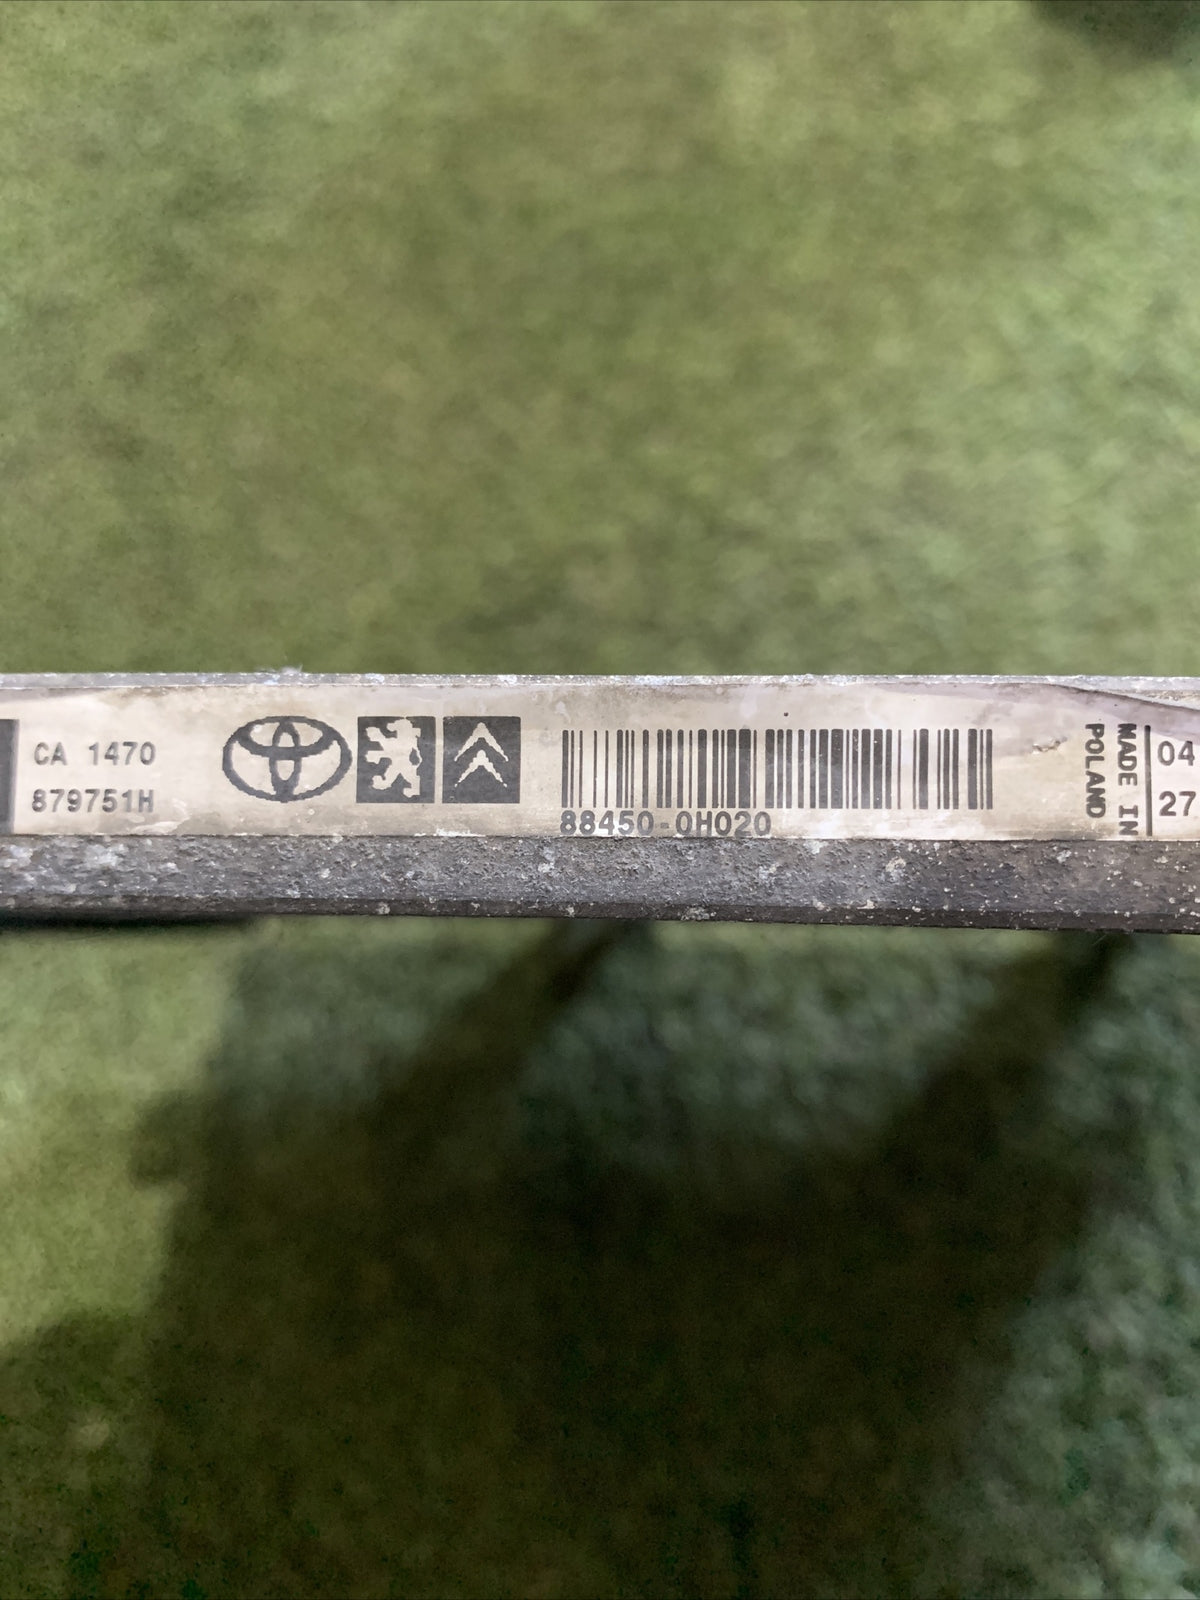 CA 1470
879751H
88450-0H020
MADE IN
POLAND
04
27